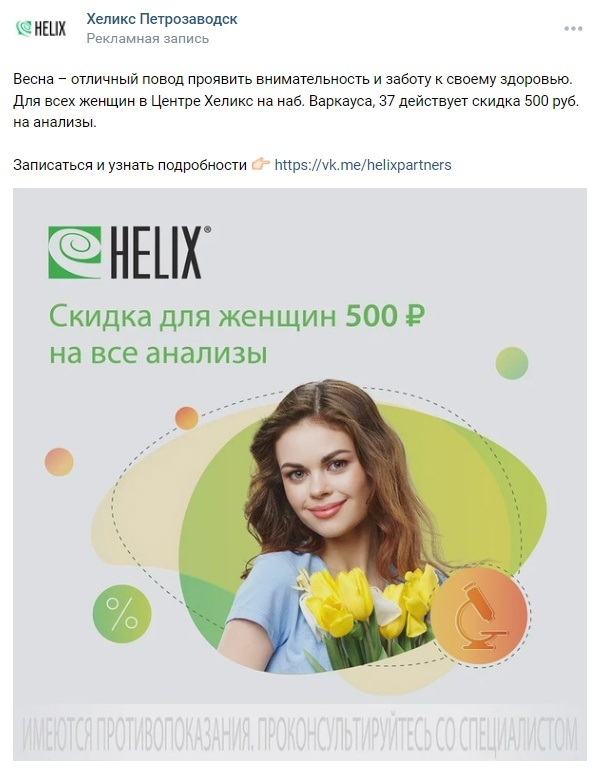 HELIX
Хеликс Петрозаводск
Рекламная запись
Весна – отличный повод проявить внимательность и заботу к своему здоровью.
Для всех женщин в Центре Хеликс на наб. Варкауса, 37 действует скидка 500 руб.
на анализы.
Записаться и узнать подробности 👉🏻 https://vk.me/helixpartners
HELIX®
Скидка для женщин 500 ₽
на все анализы
%
ИМЕЮТСЯ ПРОТИВОПОКАЗАНИЯ. ПРОКОНСУЛЬТИРУЙТЕСЬ СО СПЕЦИАЛИСТОМ